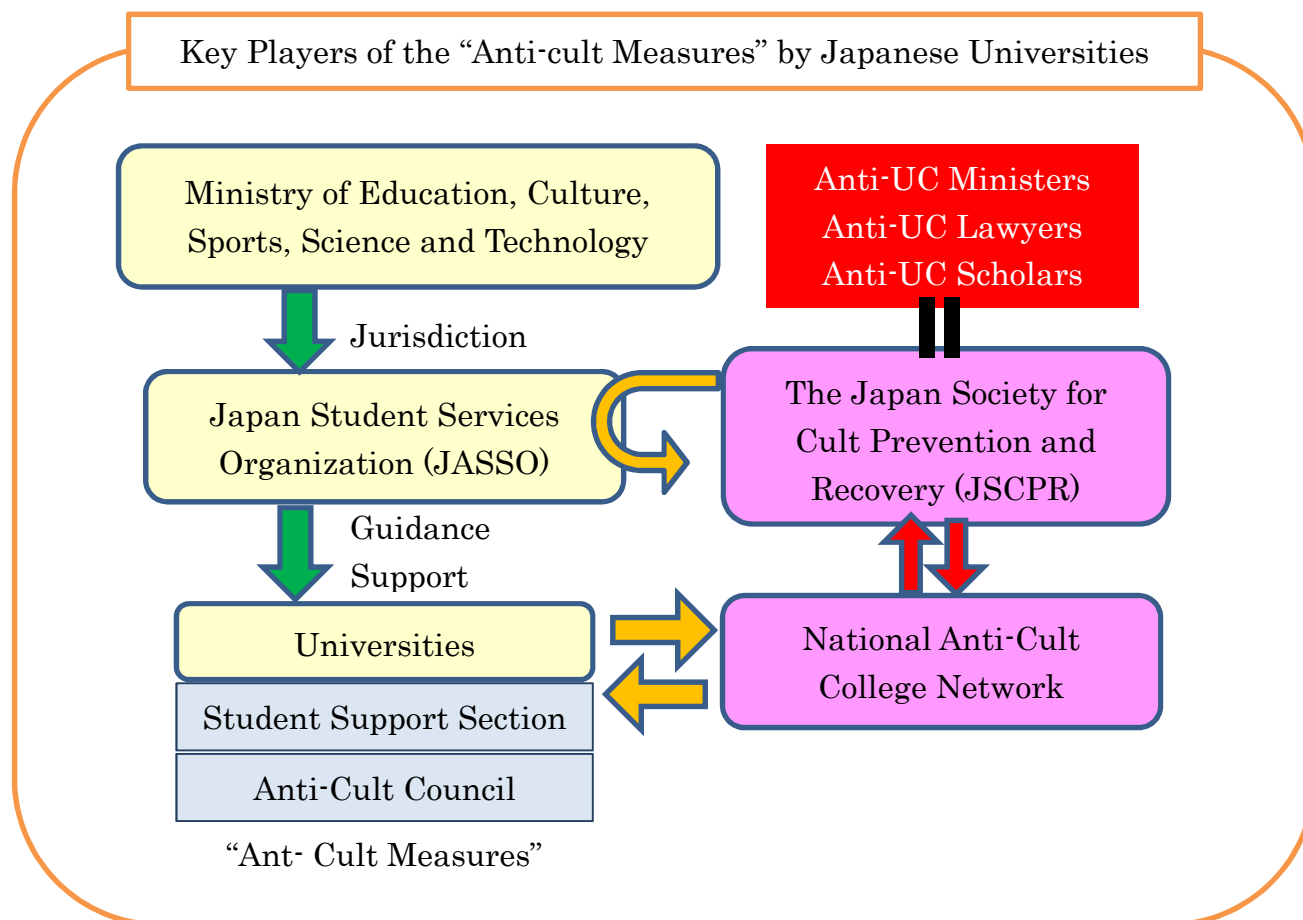 Key Players of the “Anti-cult Measures” by Japanese Universities
Ministry of Education, Culture,
Sports, Science and Technology
Anti-UC Ministers
Anti-UC Lawyers
Anti-UC Scholars
Jurisdiction
Japan Student Services
Organization (JASSO)
The Japan Society for
Cult Prevention and
Recovery (JSCPR)
Guidance
Support
Universities
Student Support Section
Anti-Cult Council
National Anti-Cult
College Network
“Ant- Cult Measures”